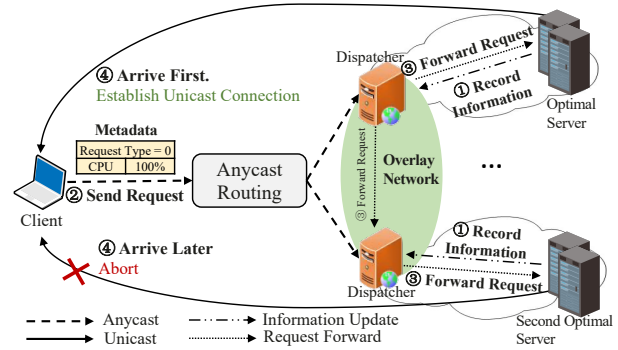 ④ Arrive First.
Establish Unicast Connection
Metadata
Request Type = 0
CPU 100%
② Send Request
Client
Anycast
Routing
Dispatcher
③ Forward Request
① Record
Information
Optimal
Server
③ Forward Request
Overlay
Network
...
① Record
Information
③ Forward Request
Dispatcher
Second Optimal
Server
④ Arrive Later
Abort
Anycast
Information Update
Unicast
Request Forward